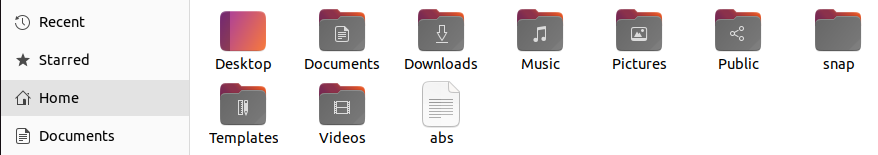 Recent
Starred
Home
Documents
Desktop Documents Downloads Music Pictures Public snap
Templates Videos abs